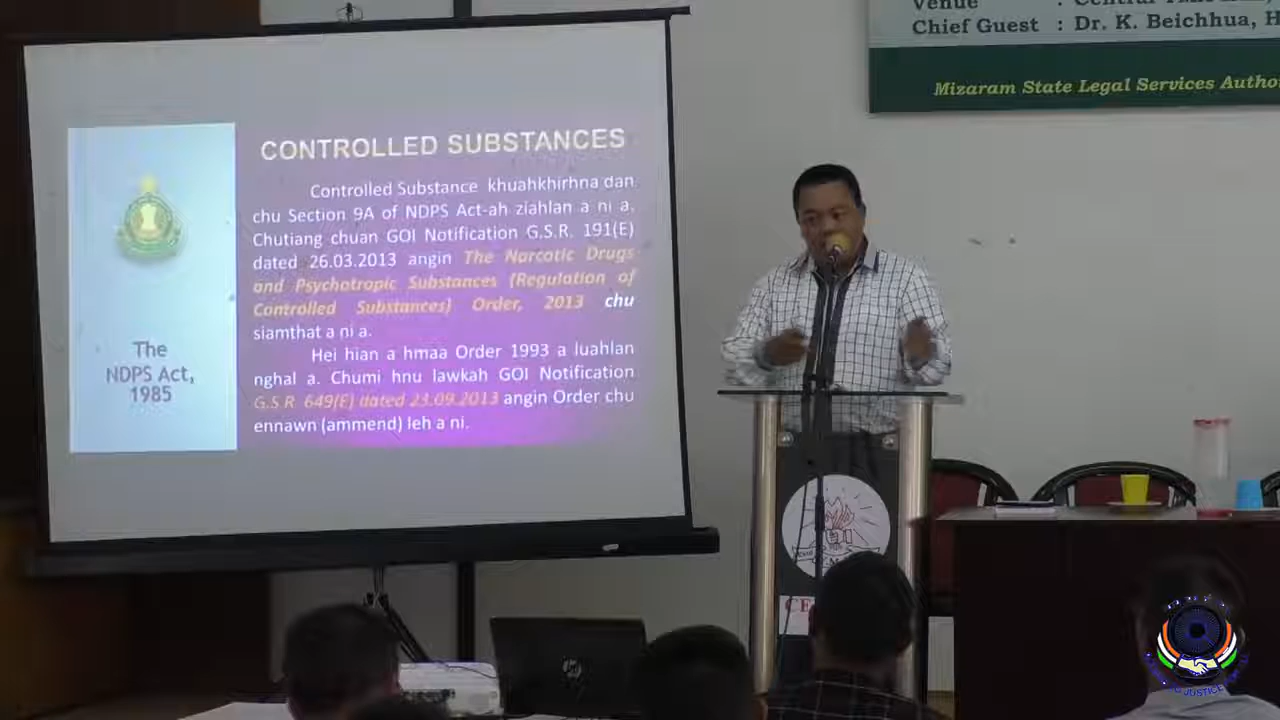 Venue : Central
Chief Guest : Dr. K. Beichhua, H
Mizaram State Legal Services Autho
CONTROLLED SUBSTANCES
Controlled Substance khuahkhirhna dan
chu Section 9A of NDPS Act-ah ziahlan a ni a.
Chutiang chuan GOI Notification G.S.R. 191(E)
dated 26.03.2013 angin The Narcotic Drugs
and Psychotropic Substances (Regulation of
Controlled Substances) Order, 2013 chu
siamthat a ni a.
Hei hian a hmaa Order 1993 a luahlan
nghal a. Chumi hnu lawkah GOI Notification
G.S.R. 649(E) dated 23.09.2013 angin Order chu
ennawn (ammend) leh a ni.
The
NDPS Act,
1985
hp
JUSTICE